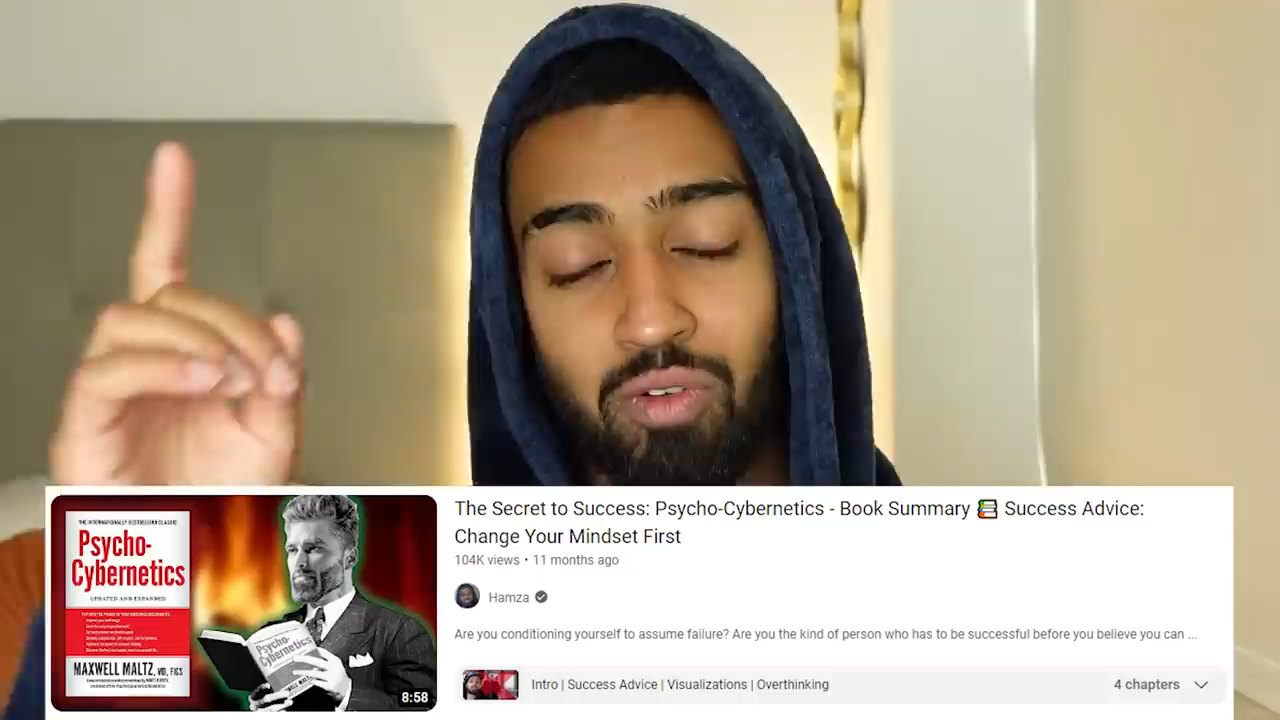 THE INTERNATIONALLY BESTSELLING CLASSIC
Psycho-
Cybernetics
UPDATED AND EXPANDED
MAXWELL MALTZ, MD, FICS
Psycho-
Cybernetics
8:58
The Secret to Success: Psycho-Cybernetics - Book Summary 📚 Success Advice:
Change Your Mindset First
104K views • 11 months ago
Hamza
Are you committing yourself to assume failure? Are you the kind of person who has to be successful before you believe you can ...
Intro | Success Advice | Visualizations | Overthinking
4 chapters